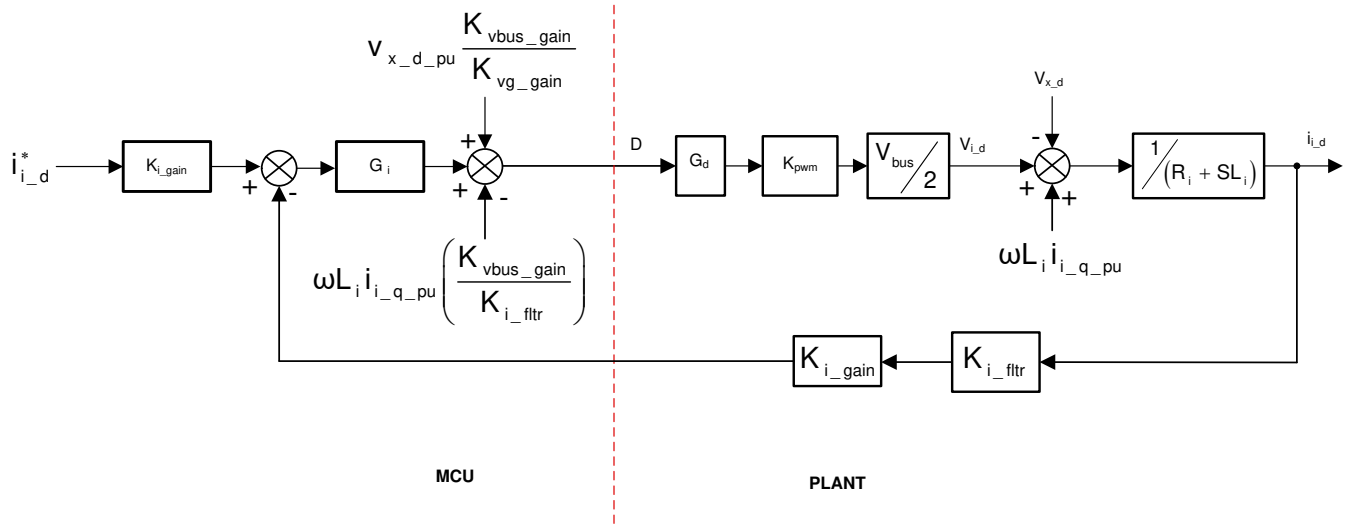 v x_d_pu K vbus_gain
K vg_gain
i* i_d
K i_gain
+
-
G i
+
+
-
D
G d
K pwm
V bus / 2
V i_d
V x_d
-
+
+
1 / (R i + SL i)
i i_d
ωL i i i_q_pu ( K vbus_gain
K i_fltr )
ωL i i i_q_pu
K i_gain
K i_fltr
MCU
PLANT